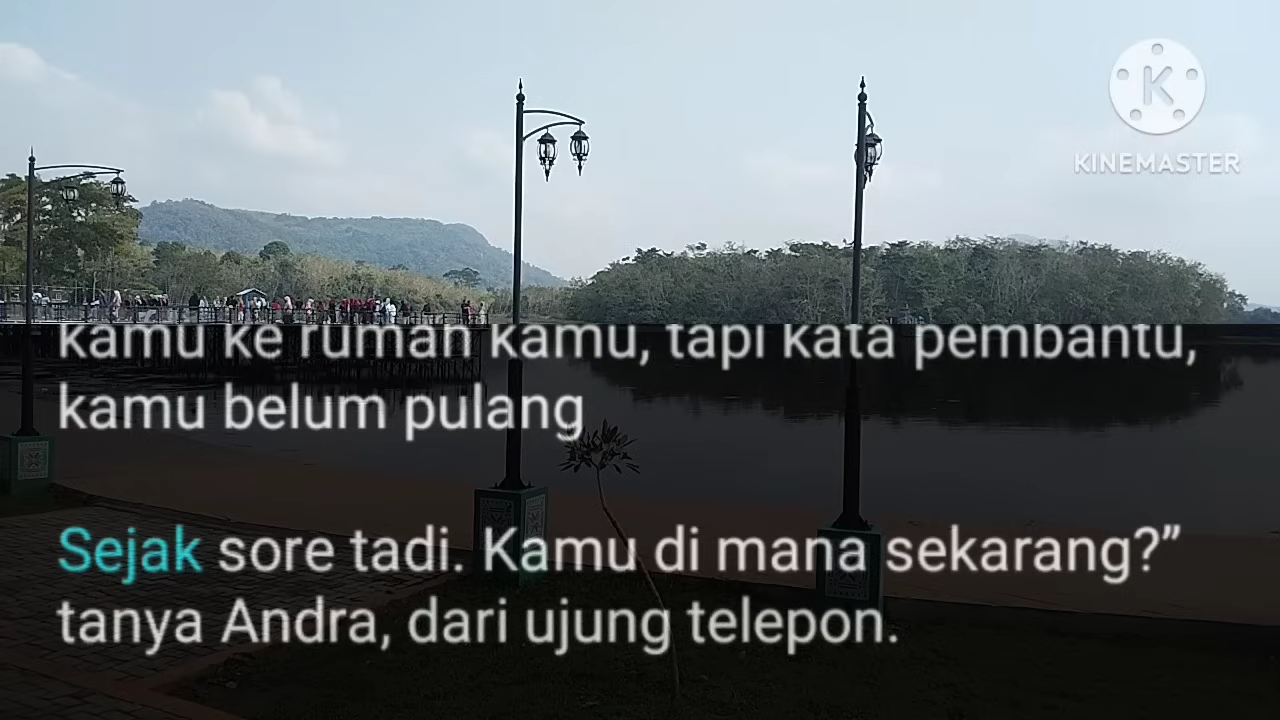 KINEMASTER
kamu ke rumah kamu, tapi kata pembantu,
kamu belum pulang
Sejak sore tadi. Kamu di mana sekarang?”
tanya Andra, dari ujung telepon.